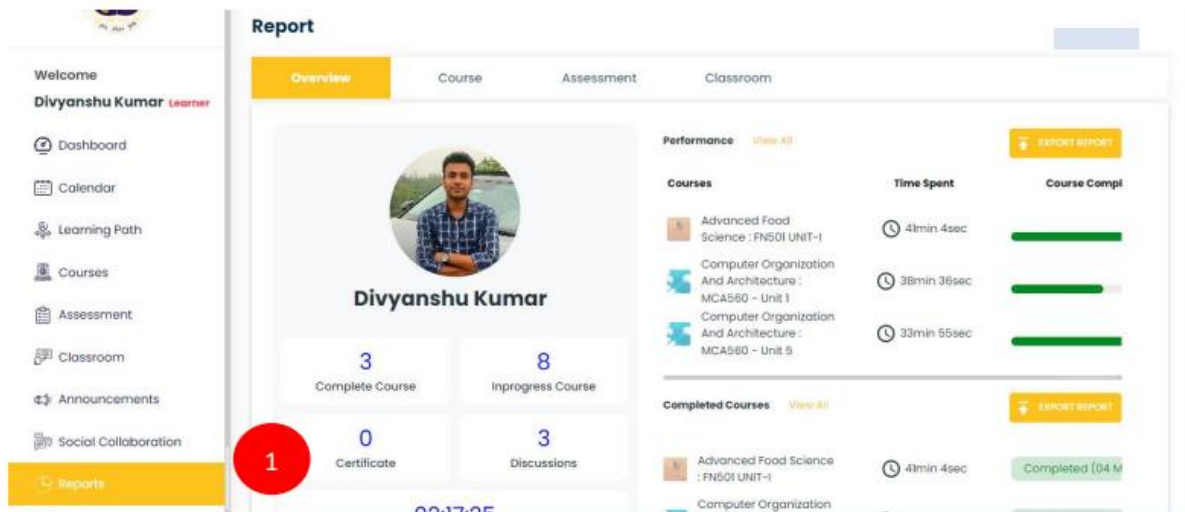 Report
Welcome
Divyanshu Kumar Learner
Dashboard
Calendar
Learning Path
Courses
Assessment
Classroom
Announcements
Social Collaboration
Reports
1
Overview Course Assessment Classroom
Divyanshu Kumar
3 8
Complete Course Inprogress Course
0 3
Certificate Discussions
Performance View All EXPORT REPORT
Courses Time Spent Course Compl
Advanced Food
Science : FN501 UNIT-I
41min 4sec
Computer Organization
And Architecture :
MCA560 - Unit 1
38min 36sec
Computer Organization
And Architecture :
MCA560 - Unit 5
33min 55sec
Completed Courses View All EXPORT REPORT
Advanced Food Science
: FN501 UNIT-I
41min 4sec
Completed (04 M
Computer Organization